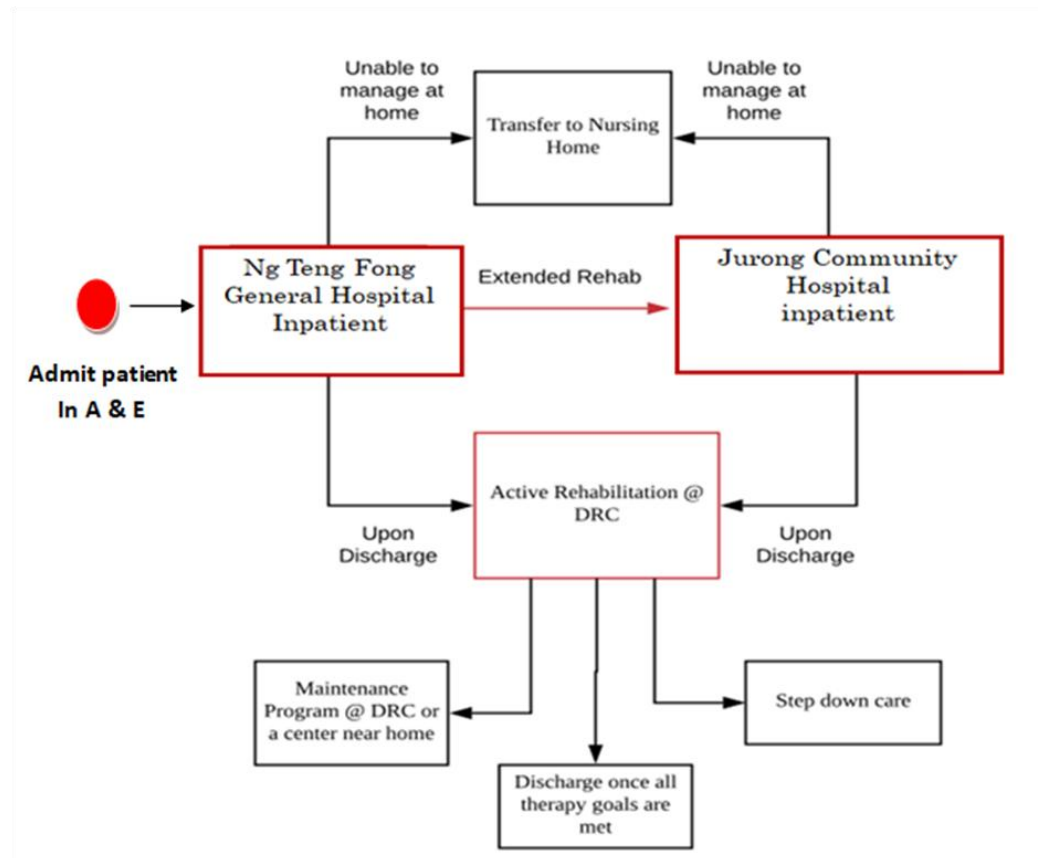 Unable to
manage at
home
Unable to
manage at
home
Transfer to Nursing
Home
Ng Teng Fong
General Hospital
Inpatient
Extended Rehab
Jurong Community
Hospital
inpatient
Admit patient
In A & E
Active Rehabilitation @
DRC
Upon
Discharge
Upon
Discharge
Maintenance
Program @ DRC or
a center near home
Step down care
Discharge once all
therapy goals are
met